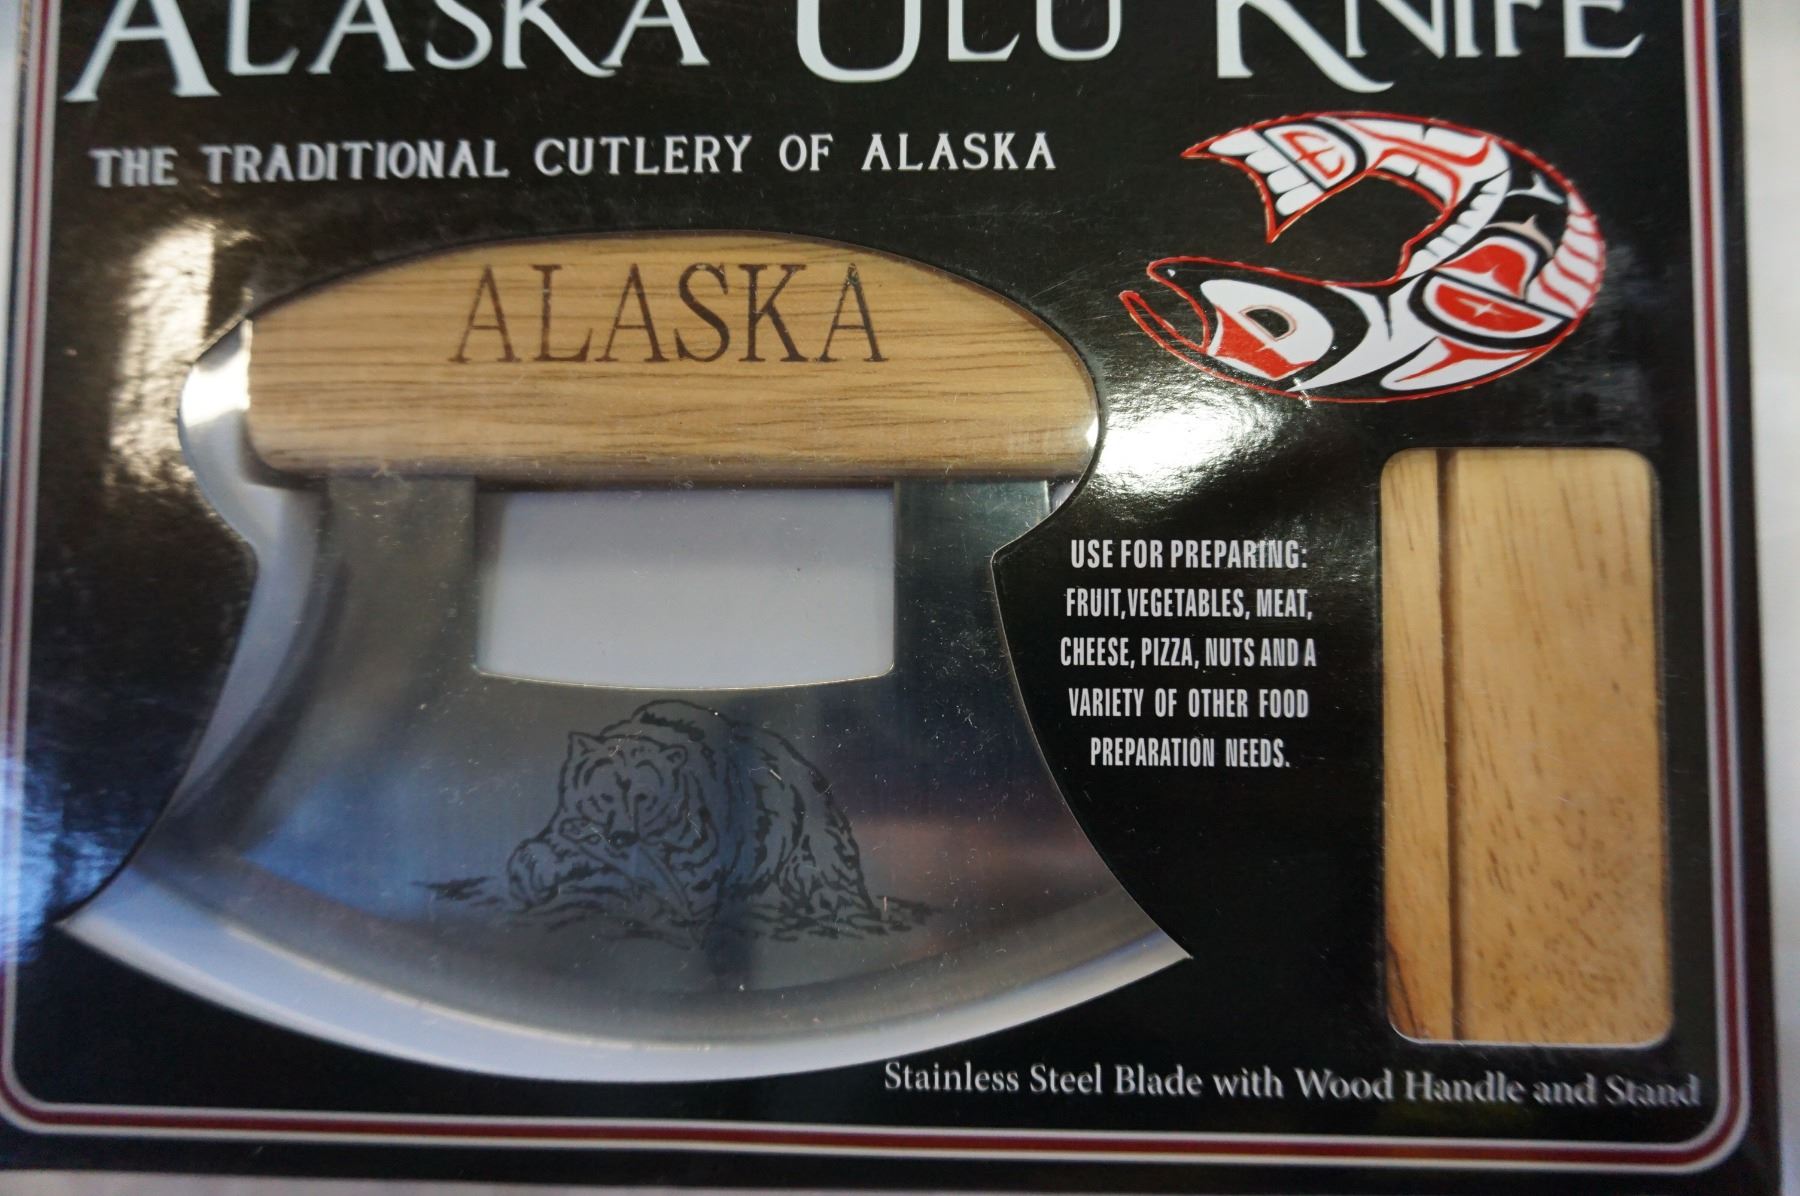 ALASKA ULU KNIFE
THE TRADITIONAL CUTLERY OF ALASKA
ALASKA
USE FOR PREPARING:
FRUIT,VEGETABLES, MEAT,
CHEESE, PIZZA, NUTS AND A
VARIETY OF OTHER FOOD
PREPARATION NEEDS.
Stainless Steel Blade with Wood Handle and Stand